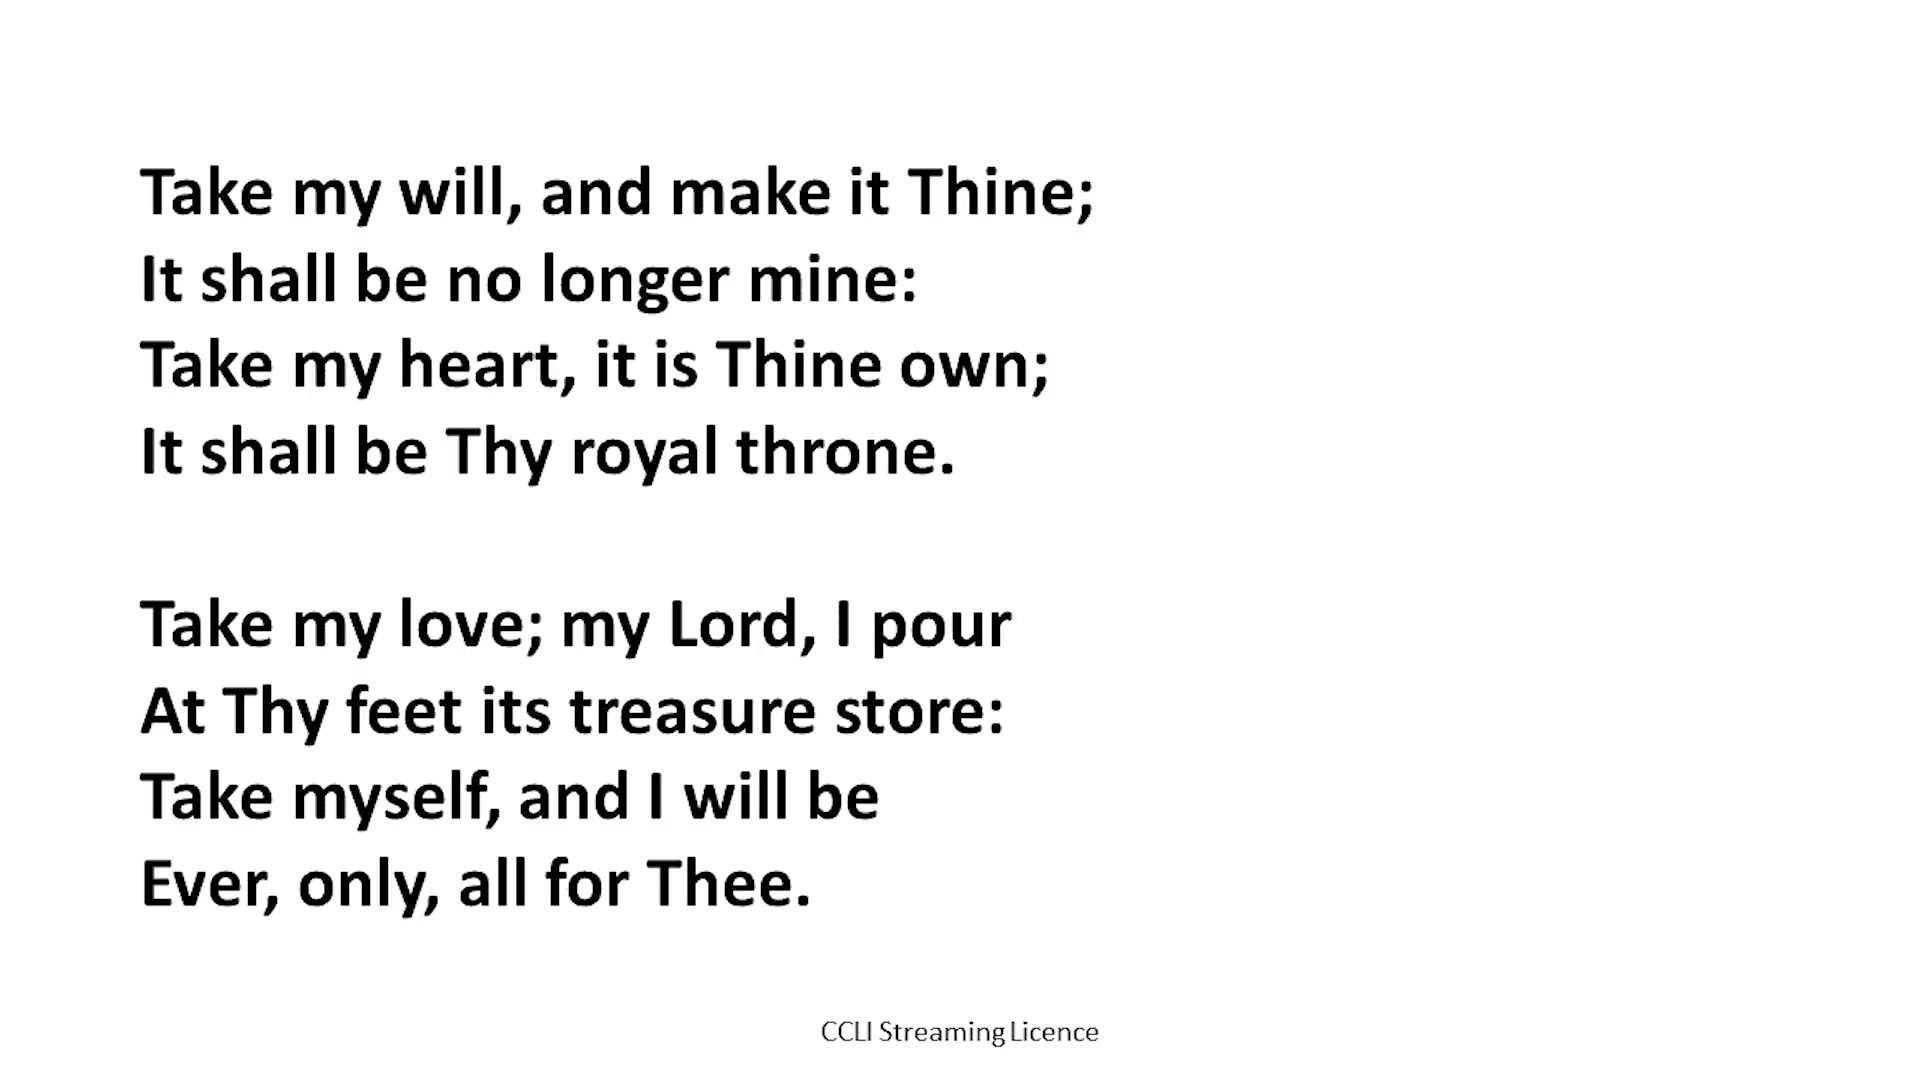 Take my will, and make it Thine;
It shall be no longer mine:
Take my heart, it is Thine own;
It shall be Thy royal throne.
Take my love; my Lord, I pour
At Thy feet its treasure store:
Take myself, and I will be
Ever, only, all for Thee.
CCLI Streaming Licence